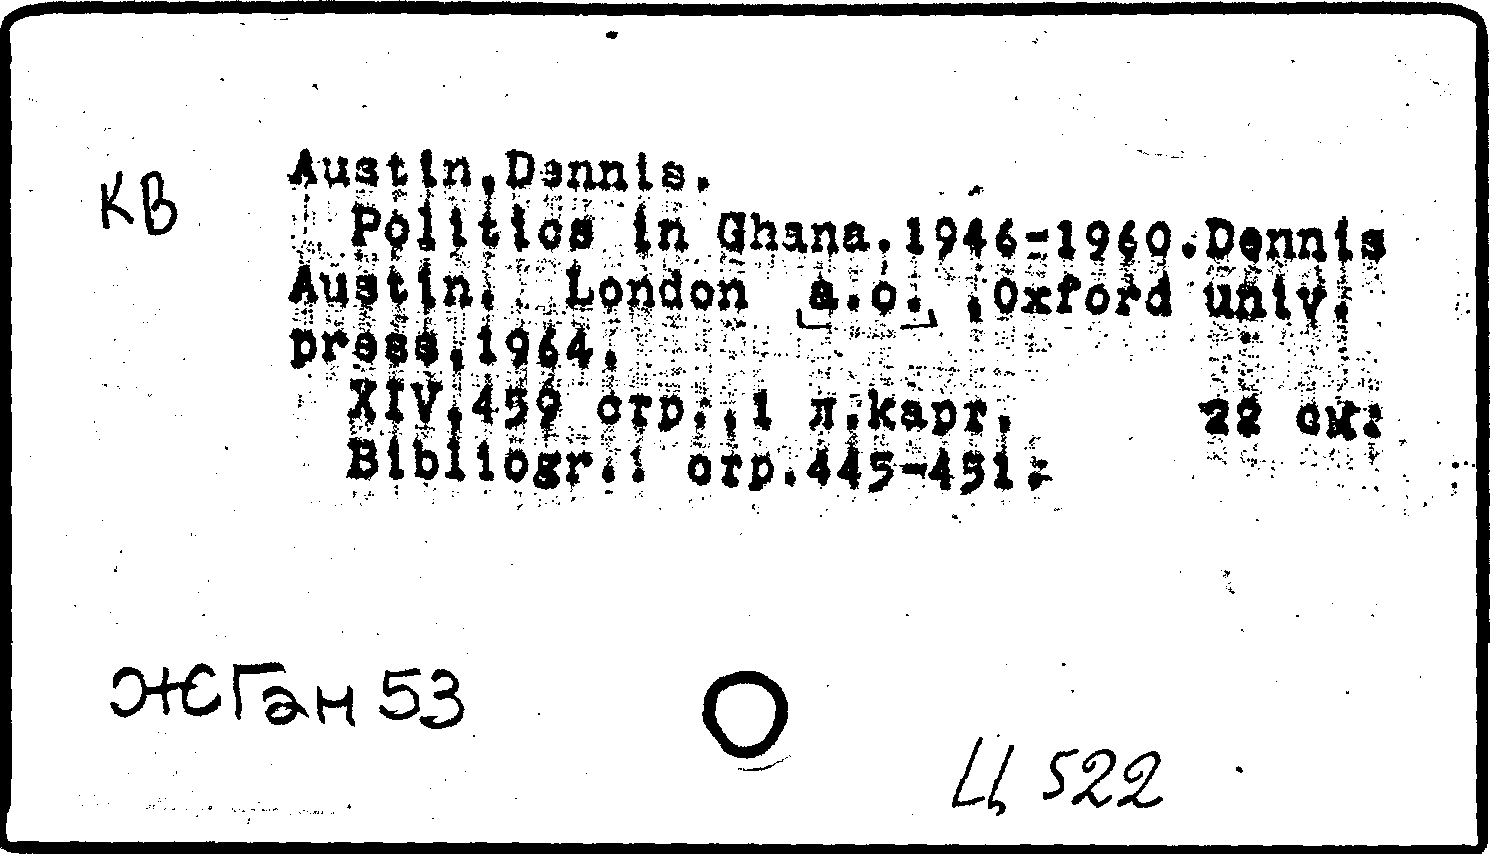 Austin,Dennis.
КВ
Politics in Ghana.1946-1960.Dennis
Austin. London [a.o.] ,Oxford univ.
press,1964.
XIV,459 стр.,1 л.карт. 22 см.
Bibliogr.: стр.445-451.
ЖЕГан 53
Ц 522